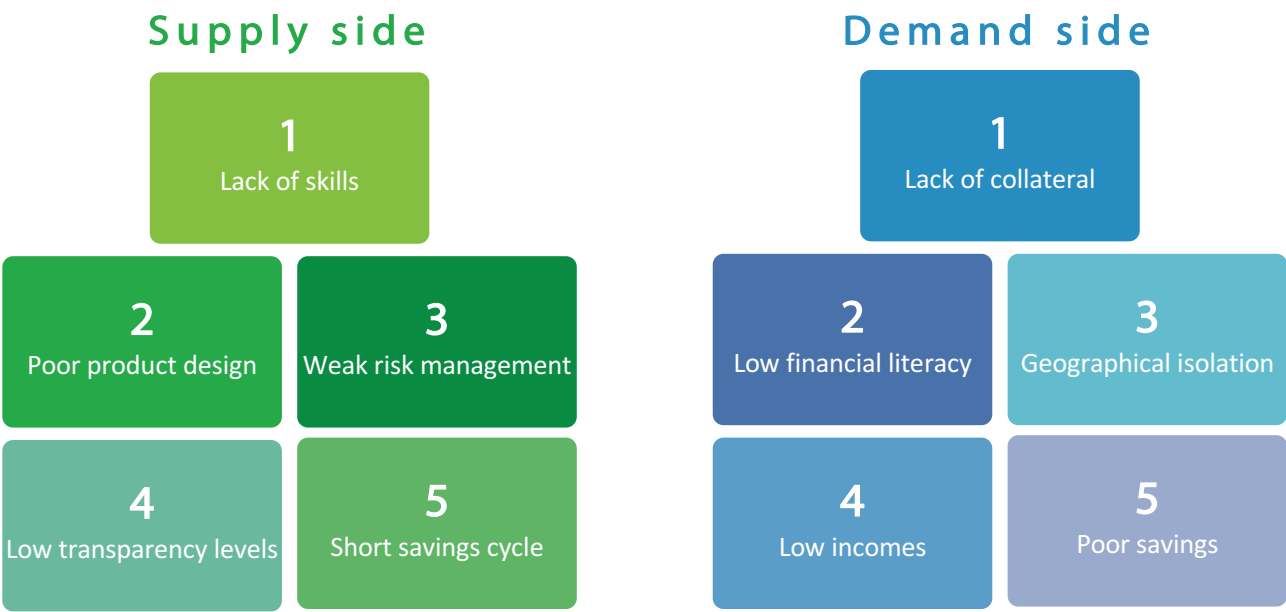 Supply side
1
Lack of skills
2
Poor product design
3
Weak risk management
4
Low transparency levels
5
Short savings cycle
Demand side
1
Lack of collateral
2
Low financial literacy
3
Geographical isolation
4
Low incomes
5
Poor savings